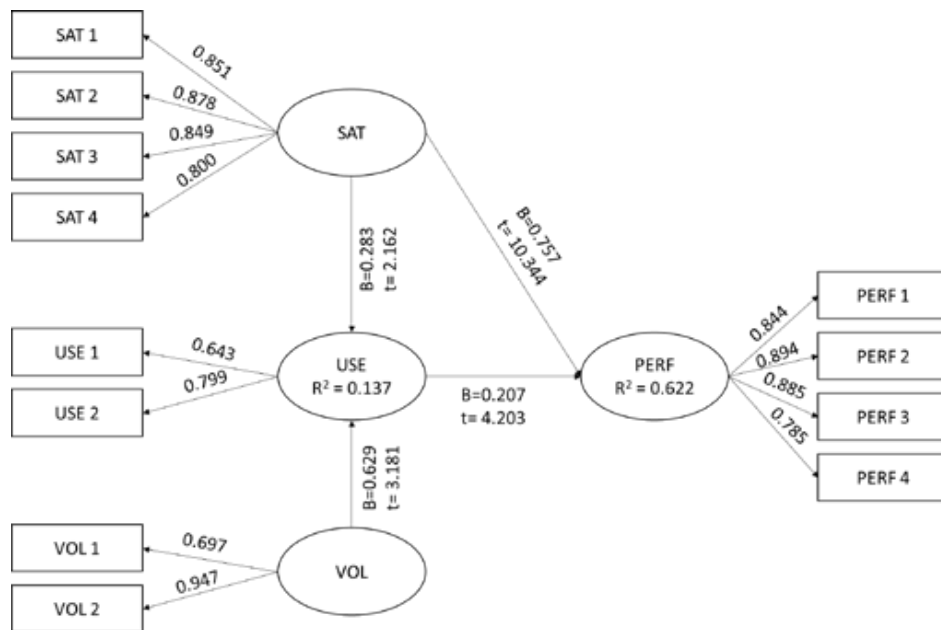 SAT 1
SAT 2
SAT 3
SAT 4
0.851
0.878
0.849
0.800
SAT
B=0.283
t= 2.162
B=0.757
t= 10.344
USE 1
USE 2
0.643
0.799
USE
R² = 0.137
B=0.207
t= 4.203
PERF
R² = 0.622
0.844
0.894
0.885
0.785
PERF 1
PERF 2
PERF 3
PERF 4
B=0.629
t= 3.181
VOL 1
VOL 2
0.697
0.947
VOL